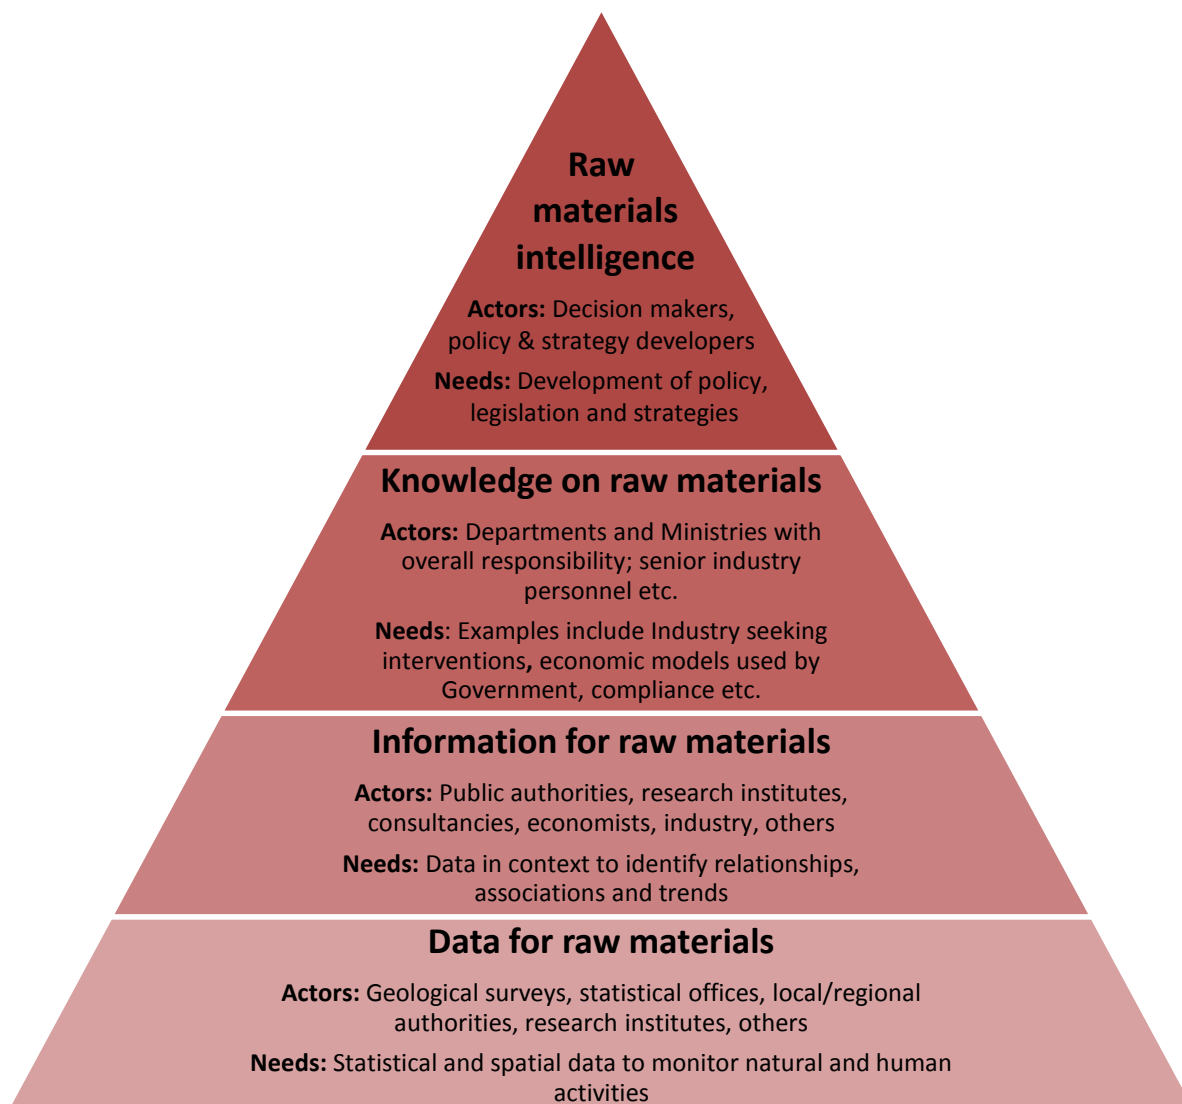 Raw
materials
intelligence
Actors: Decision makers,
policy & strategy developers
Needs: Development of policy,
legislation and strategies
Knowledge on raw materials
Actors: Departments and Ministries with
overall responsibility; senior industry
personnel etc.
Needs: Examples include Industry seeking
interventions, economic models used by
Government, compliance etc.
Information for raw materials
Actors: Public authorities, research institutes,
consultancies, economists, industry, others
Needs: Data in context to identify relationships,
associations and trends
Data for raw materials
Actors: Geological surveys, statistical offices, local/regional
authorities, research institutes, others
Needs: Statistical and spatial data to monitor natural and human
activities